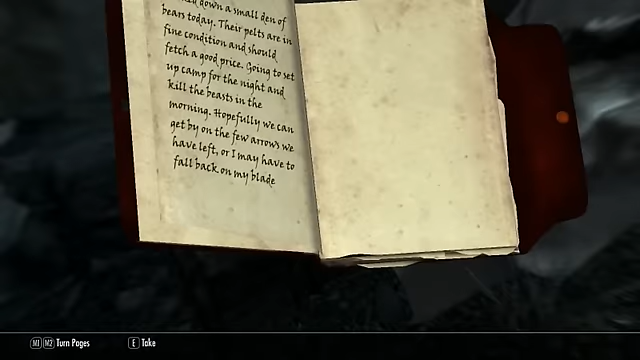 down a small den of
bears today. Their pelts are in
fine condition and should
fetch a good price. Going to set
up camp for the night and
kill the beasts in the
morning. Hopefully we can
get by on the few arrows we
have left, or I may have to
fall back on my blade
M1 M2 Turn Pages
E Take